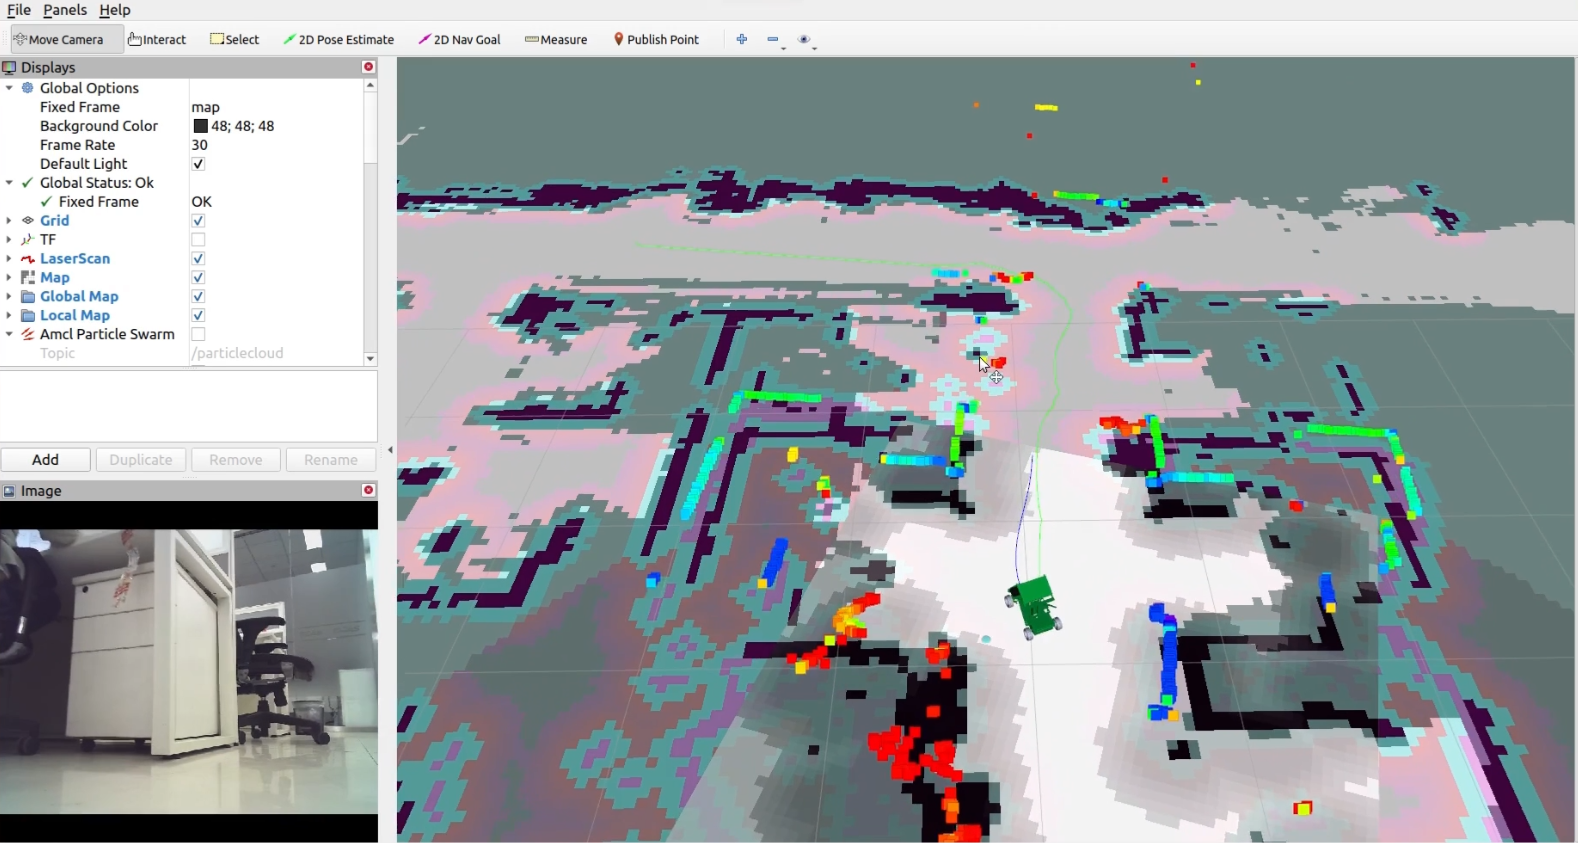 File Panels Help
Move Camera Interact Select 2D Pose Estimate 2D Nav Goal Measure Publish Point
Displays
Global Options
Fixed Frame map
Background Color 48; 48; 48
Frame Rate 30
Default Light
Global Status: Ok
Fixed Frame OK
Grid
TF
LaserScan
Map
Global Map
Local Map
Amcl Particle Swarm
Topic /particlecloud
Add Duplicate Remove Rename
Image